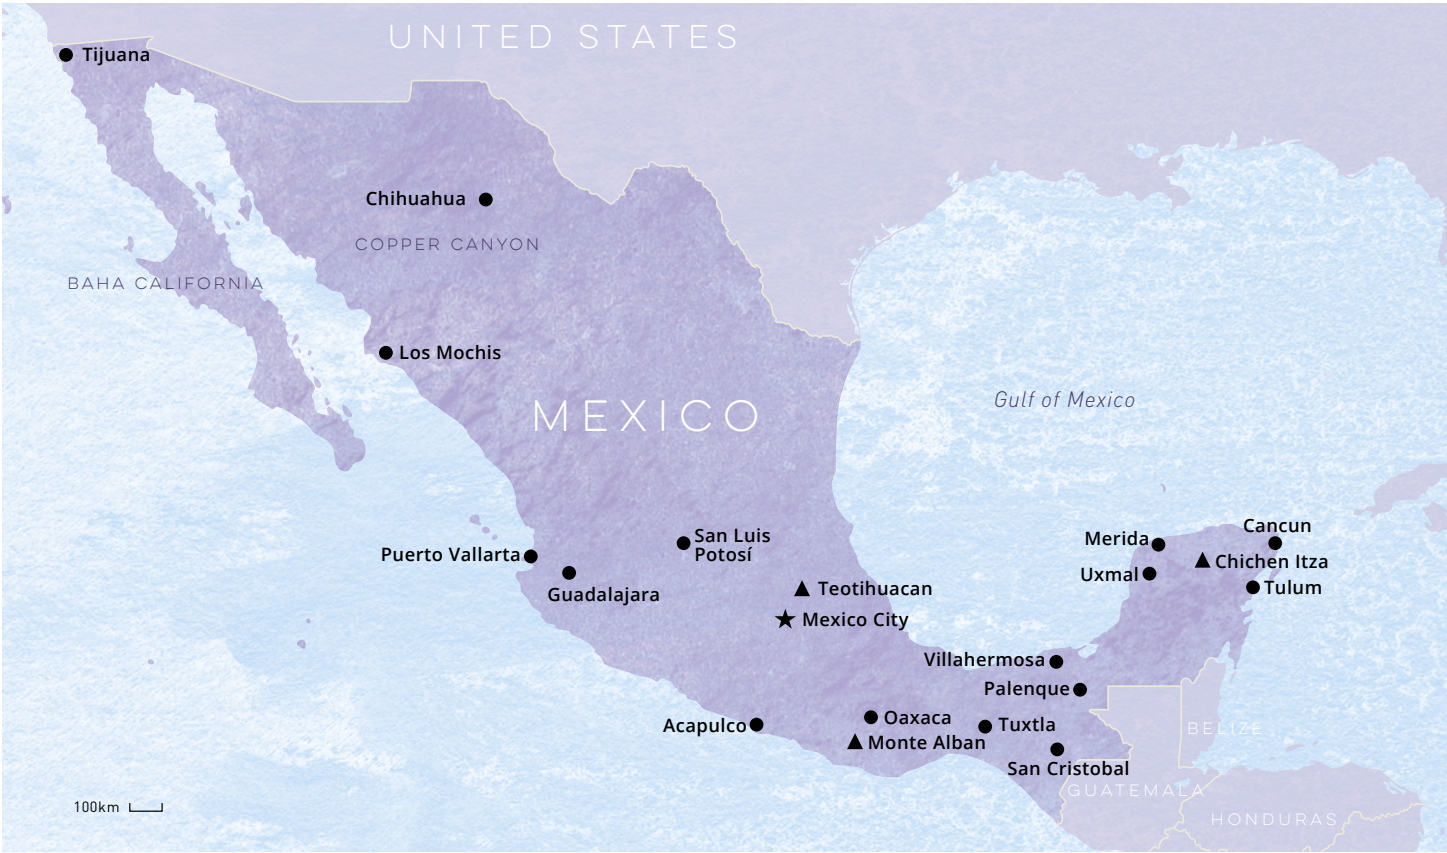 UNITED STATES
Tijuana
Chihuahua
COPPER CANYON
BAHA CALIFORNIA
Los Mochis
MEXICO
Gulf of Mexico
San Luis
Potosí
Puerto Vallarta
Guadalajara
Teotihuacan
Mexico City
Cancun
Merida
Chichen Itza
Uxmal
Tulum
Villahermosa
Palenque
Acapulco
Oaxaca
Monte Alban
Tuxtla
San Cristobal
BELIZE
GUATEMALA
HONDURAS
100km